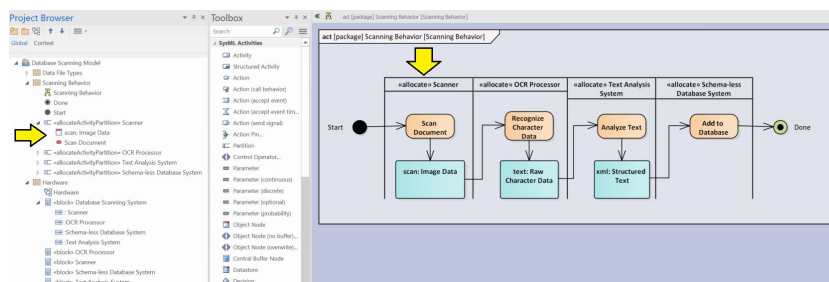 Project Browser
Global Context
Database Scanning Model
Data File Types
Scanning Behavior
Scanning Behavior
Done
Start
«allocateActivityPartition» Scanner
scan: Image Data
Scan Document
«allocateActivityPartition» OCR Processor
«allocateActivityPartition» Text Analysis System
«allocateActivityPartition» Schema-less Database System
Hardware
Hardware
«block» Database Scanning System
: Scanner
:OCR Processor
:Schema-less Database System
:Text Analysis System
«block» OCR Processor
«block» Scanner
«block» Schema-less Database System
«block» Text Analysis System
Toolbox
Search
SysML Activities
Activity
Structured Activity
Action
Action (call behavior)
Action (accept event)
Action (accept event tim...
Action (send signal)
Action Pin...
Partition
Control Operator...
Parameter
Parameter (continuous)
Parameter (discrete)
Parameter (optional)
Parameter (probability)
Object Node
Object Node (no buffer)...
Object Node (overwrite)...
Central Buffer Node
Datastore
Decision
act [package] Scanning Behavior [Scanning Behavior]
act [package] Scanning Behavior [Scanning Behavior]
«allocate» Scanner
«allocate» OCR Processor
«allocate» Text Analysis
System
«allocate» Schema-less
Database System
Start
Scan
Document
Recognize
Character
Data
Analyze Text
Add to
Database
Done
scan: Image Data
text: Raw
Character Data
xml: Structured
Text